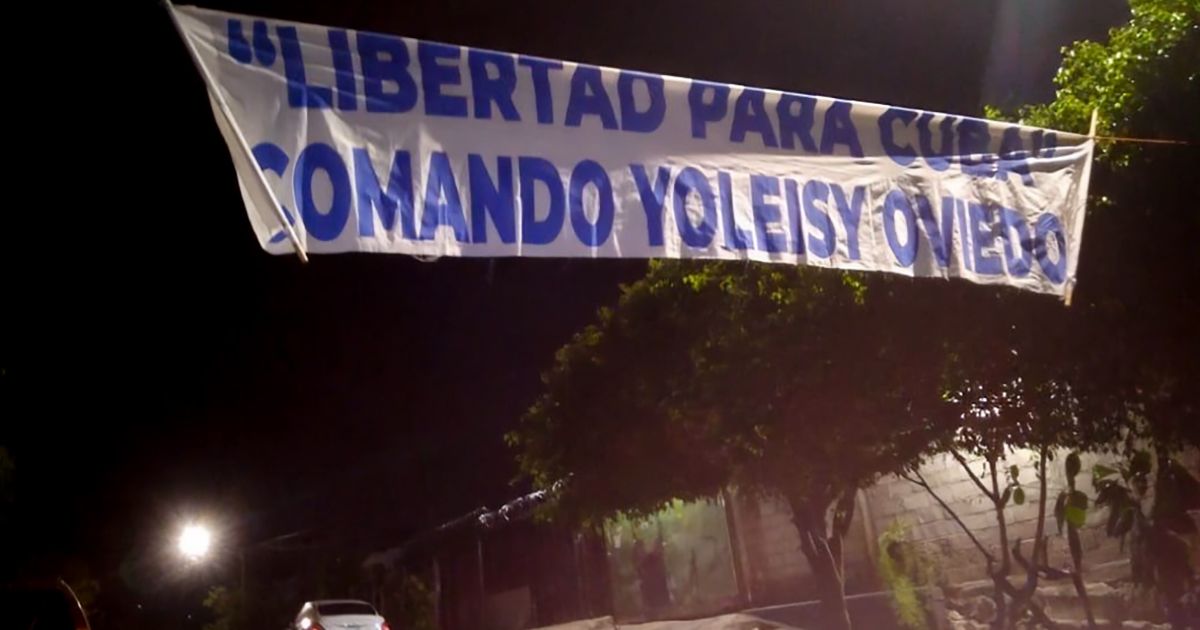 “LIBERTAD PARA CUBA”
COMANDO YOLEISY OVIEDO